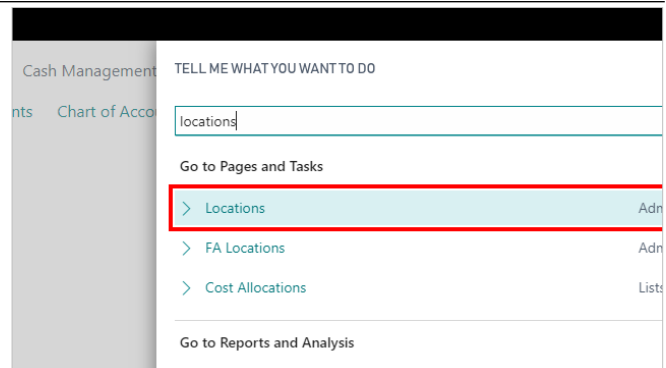 Cash Management
nts Chart of Acco
TELL ME WHAT YOU WANT TO DO
locations
Go to Pages and Tasks
Locations Adm
FA Locations Adn
Cost Allocations Lists
Go to Reports and Analysis